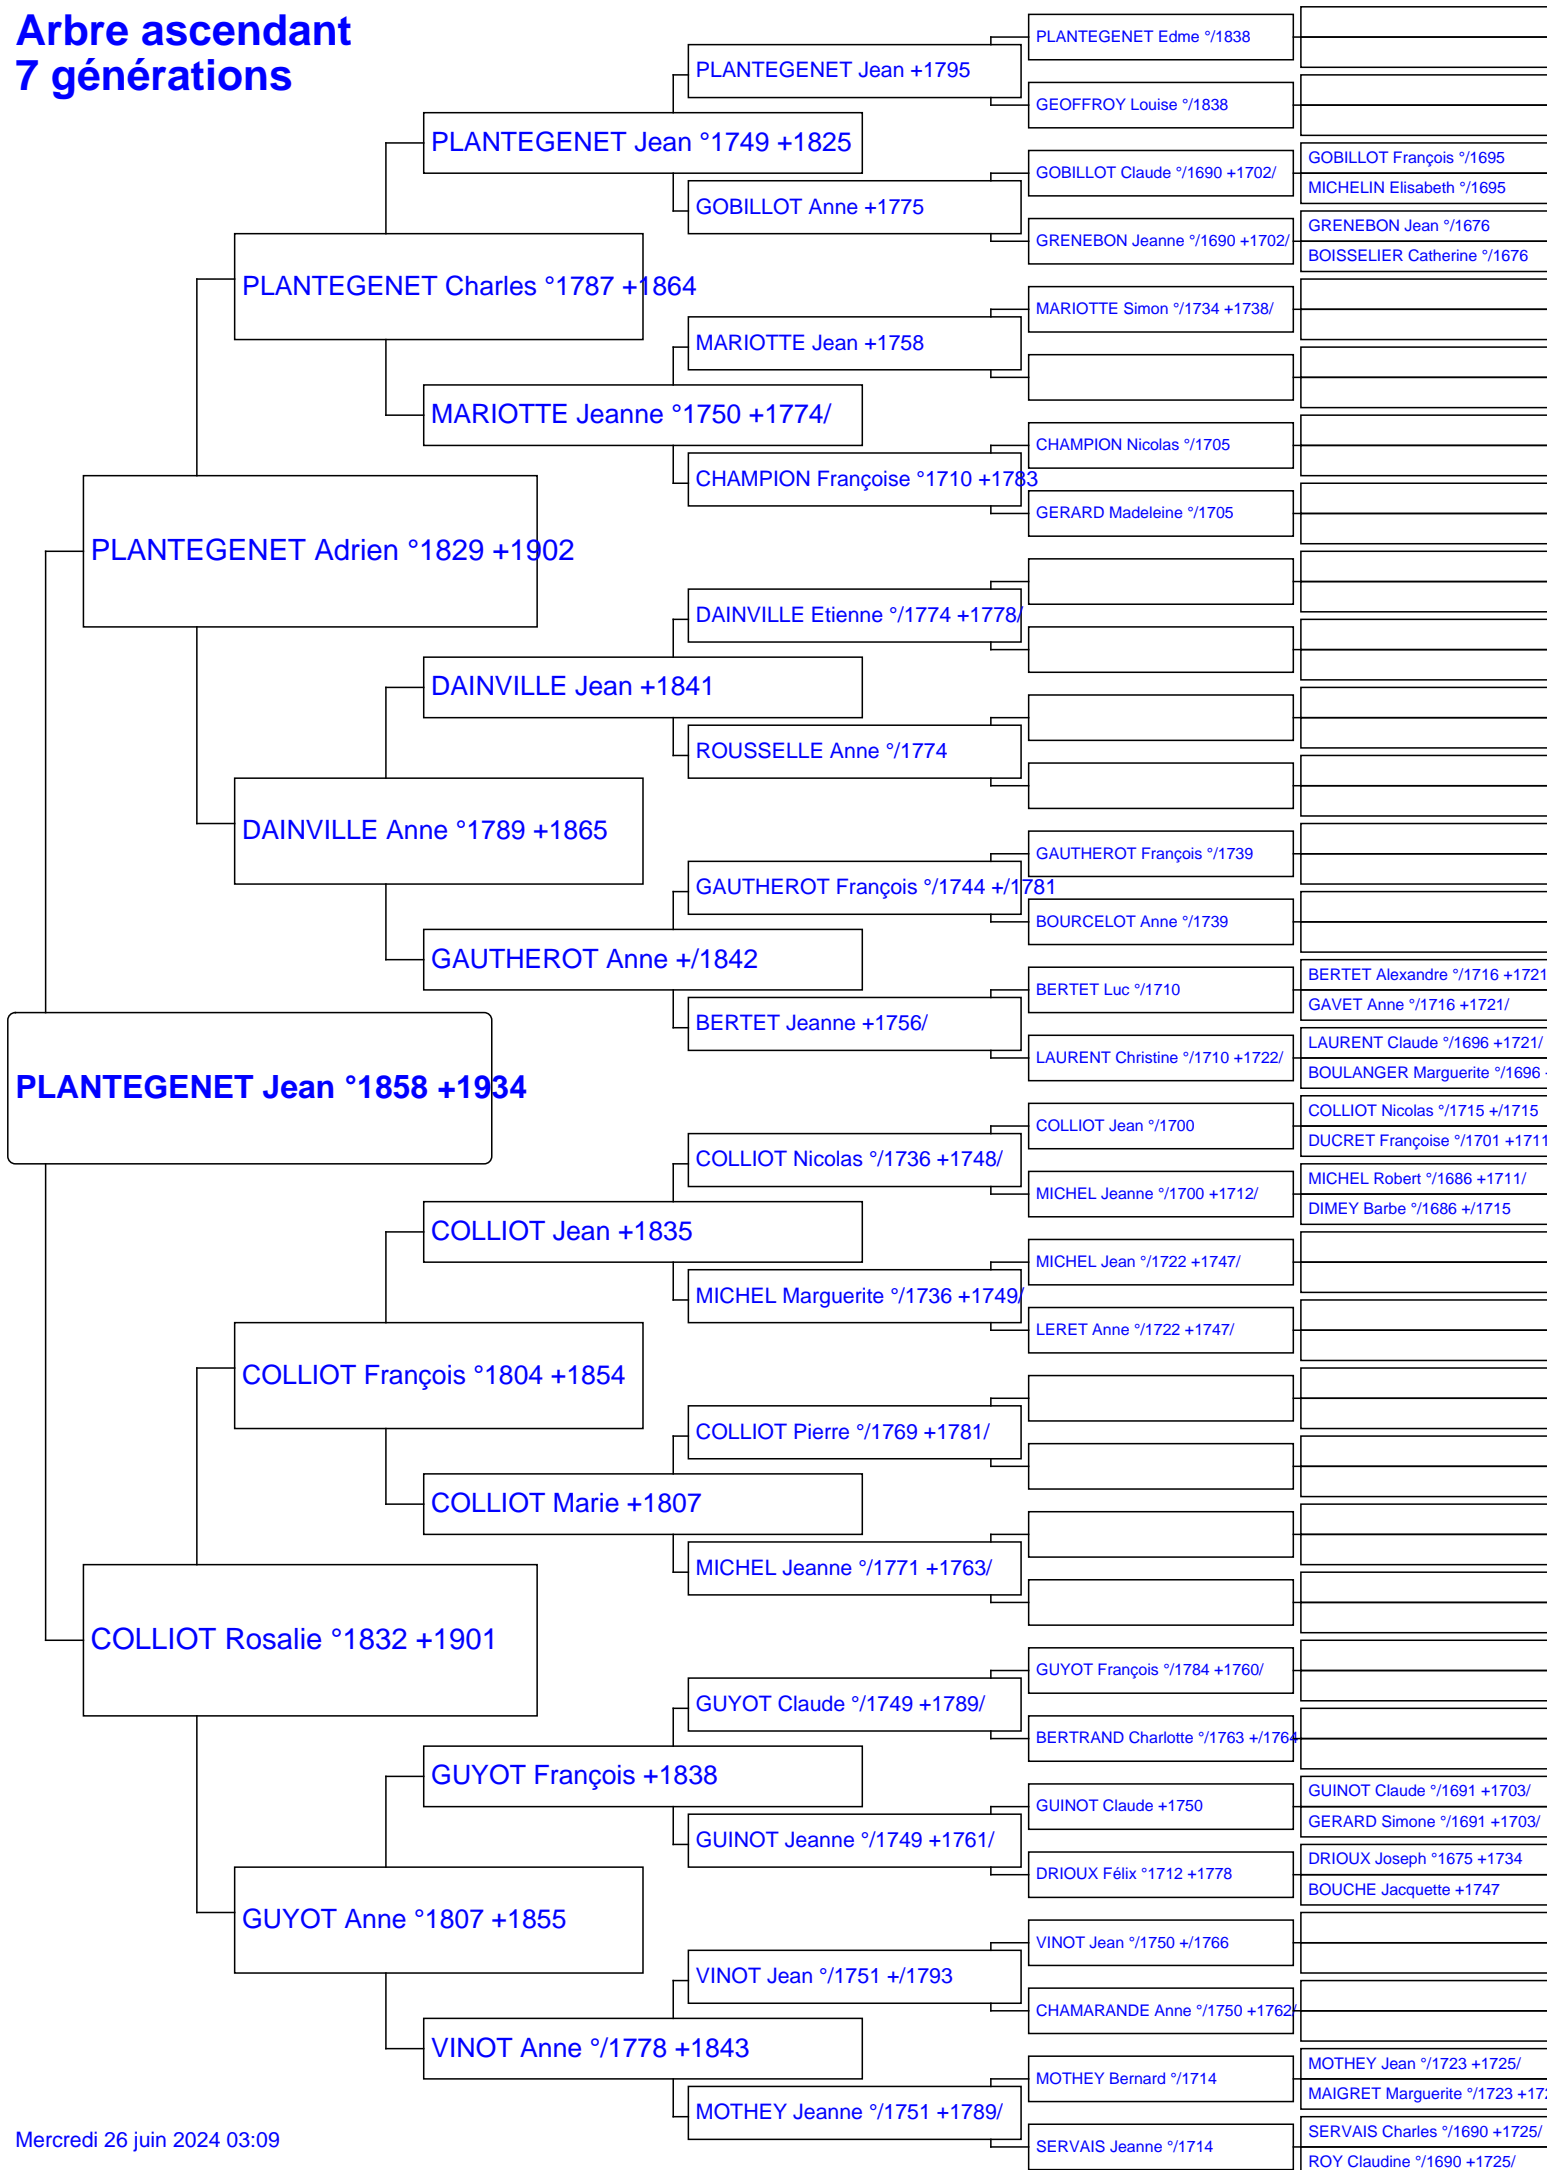 Arbre ascendant
7 générations
PLANTEGENET Jean °1858 +1934
PLANTEGENET Adrien °1829 +1902
COLLIOT Rosalie °1832 +1901
PLANTEGENET Charles °1787 +1864
DAINVILLE Anne °1789 +1865
COLLIOT François °1804 +1854
GUYOT Anne °1807 +1855
PLANTEGENET Jean °1749 +1825
MARIOTTE Jeanne °1750 +1774/
DAINVILLE Jean +1841
GAUTHEROT Anne +/1842
COLLIOT Jean +1835
COLLIOT Marie +1807
GUYOT François +1838
VINOT Anne °/1778 +1843
PLANTEGENET Jean +1795
GOBILLOT Anne +1775
MARIOTTE Jean +1758
CHAMPION Françoise °1710 +1783
DAINVILLE Etienne °/1774 +1778/
ROUSSELLE Anne °/1774
GAUTHEROT François °/1744 +/1781
BERTET Jeanne +1756/
COLLIOT Nicolas °/1736 +1748/
MICHEL Marguerite °/1736 +1749/
COLLIOT Pierre °/1769 +1781/
MICHEL Jeanne °/1771 +1763/
GUYOT Claude °/1749 +1789/
GUINOT Jeanne °/1749 +1761/
VINOT Jean °/1751 +/1793
MOTHEY Jeanne °/1751 +1789/
PLANTEGENET Edme °/1838
GEOFFROY Louise °/1838
GOBILLOT Claude °/1690 +1702/
GRENEBON Jeanne °/1690 +1702/
MARIOTTE Simon °/1734 +1738/
CHAMPION Nicolas °/1705
GERARD Madeleine °/1705
GAUTHEROT François °/1739
BOURCELOT Anne °/1739
BERTET Luc °/1710
LAURENT Christine °/1710 +1722/
COLLIOT Jean °/1700
MICHEL Jeanne °/1700 +1712/
MICHEL Jean °/1722 +1747/
LERET Anne °/1722 +1747/
GUYOT François °/1784 +1760/
BERTRAND Charlotte °/1763 +/1764
GUINOT Claude +1750
DRIOUX Félix °1712 +1778
VINOT Jean °/1750 +/1766
CHAMARANDE Anne °/1750 +1762/
MOTHEY Bernard °/1714
SERVAIS Jeanne °/1714
GOBILLOT François °/1695
MICHELIN Elisabeth °/1695
GRENEBON Jean °/1676
BOISSELIER Catherine °/1676
BERTET Alexandre °/1716 +1721
GAVET Anne °/1716 +1721/
LAURENT Claude °/1696 +1721/
BOULANGER Marguerite °/1696
COLLIOT Nicolas °/1715 +/1715
DUCRET Françoise °/1701 +1711
MICHEL Robert °/1686 +1711/
DIMEY Barbe °/1686 +/1715
GUINOT Claude °/1691 +1703/
GERARD Simone °/1691 +1703/
DRIOUX Joseph °1675 +1734
BOUCHE Jacquette +1747
MOTHEY Jean °/1723 +1725/
MAIGRET Marguerite °/1723
SERVAIS Charles °/1690 +1725/
ROY Claudine °/1690 +1725/
Mercredi 26 juin 2024 03:09